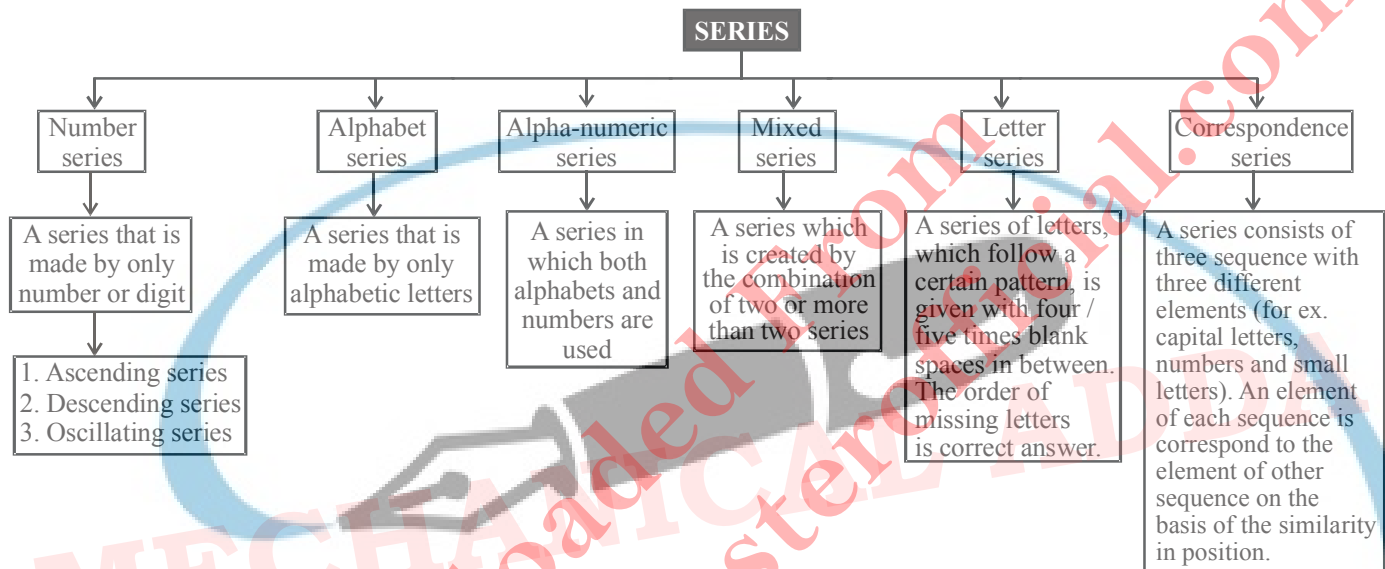 SERIES
Number
series
Alphabet
series
Alpha-numeric
series
Mixed
series
Letter
series
Correspondence
series
A series that is
made by only
number or digit
A series that is
made by only
alphabetic letters
A series in
which both
alphabets and
numbers are
used
A series which
is created by
the combination
of two or more
than two series
A series of letters,
which follow a
certain pattern, is
given with four /
five times blank
spaces in between.
The order of
missing letters
is correct answer.
A series consists of
three sequence with
three different
elements (for ex.
capital letters,
numbers and small
letters). An element
of each sequence is
correspond to the
element of other
sequence on the
basis of the similarity
in position.
1. Ascending series
2. Descending series
3. Oscillating series
MECHANICAL ADDA
From